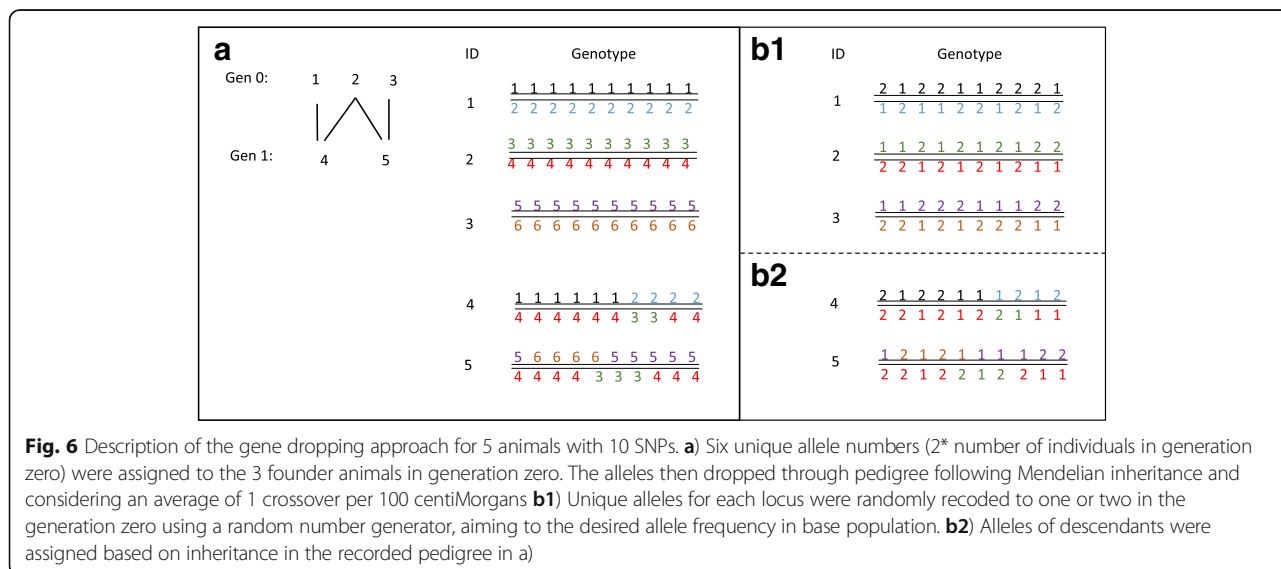 a
Gen 0: 1 2 3
Gen 1: 4 5
ID Genotype
1
1 1 1 1 1 1 1 1 1 1
2 2 2 2 2 2 2 2 2 2
2
3 3 3 3 3 3 3 3 3 3
4 4 4 4 4 4 4 4 4 4
3
5 5 5 5 5 5 5 5 5 5
6 6 6 6 6 6 6 6 6 6
4
1 1 1 1 1 1 2 2 2 2
4 4 4 4 4 4 3 3 4 4
5
5 6 6 6 6 5 5 5 5 5
4 4 4 4 3 3 3 4 4 4
b1
ID Genotype
1
2 1 2 2 1 1 2 2 2 1
1 2 1 1 2 1 1 2 1 2
2
1 1 2 1 2 1 2 1 2 2
2 2 1 2 1 2 1 2 1 1
3
1 1 2 2 2 1 1 1 2 2
2 2 1 2 1 2 2 2 1 1
b2
4
2 1 2 2 1 1 1 2 1 2
2 2 1 2 1 2 2 1 1 1
5
1 2 1 2 1 1 1 1 2 2
2 2 1 2 2 1 2 2 1 1
Fig. 6 Description of the gene dropping approach for 5 animals with 10 SNPs. a) Six unique allele numbers (2* number of individuals in generation
zero) were assigned to the 3 founder animals in generation zero. The alleles then dropped through pedigree following Mendelian inheritance and
considering an average of 1 crossover per 100 centiMorgans b1) Unique alleles for each locus were randomly recoded to one or two in the
generation zero using a random number generator, aiming to the desired allele frequency in base population. b2) Alleles of descendants were
assigned based on inheritance in the recorded pedigree in a)